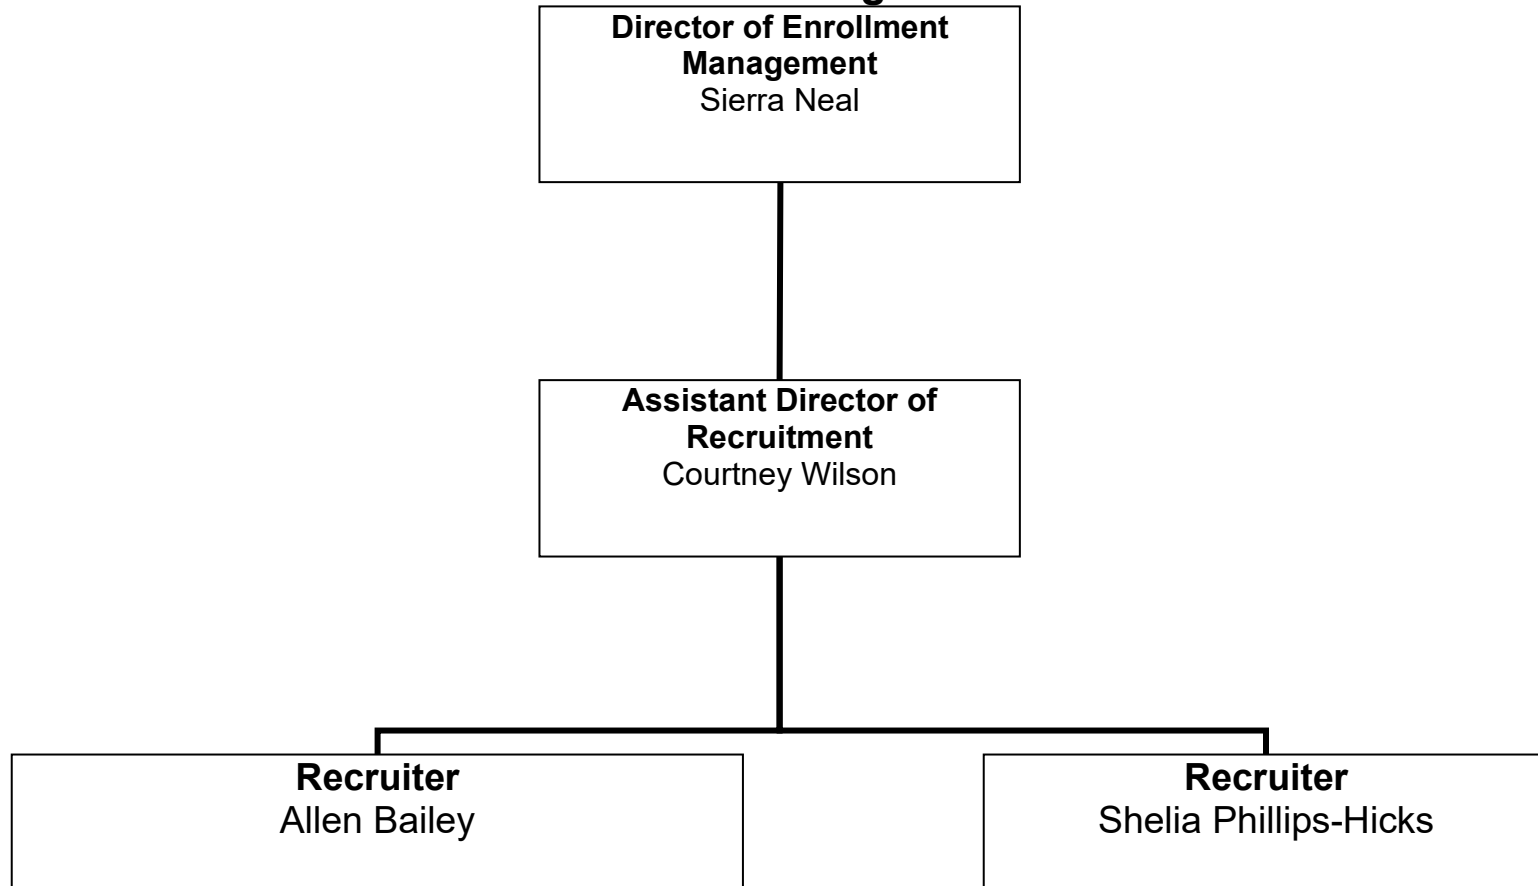 Director of Enrollment
Management
Sierra Neal
Assistant Director of
Recruitment
Courtney Wilson
Recruiter
Allen Bailey
Recruiter
Shelia Phillips-Hicks